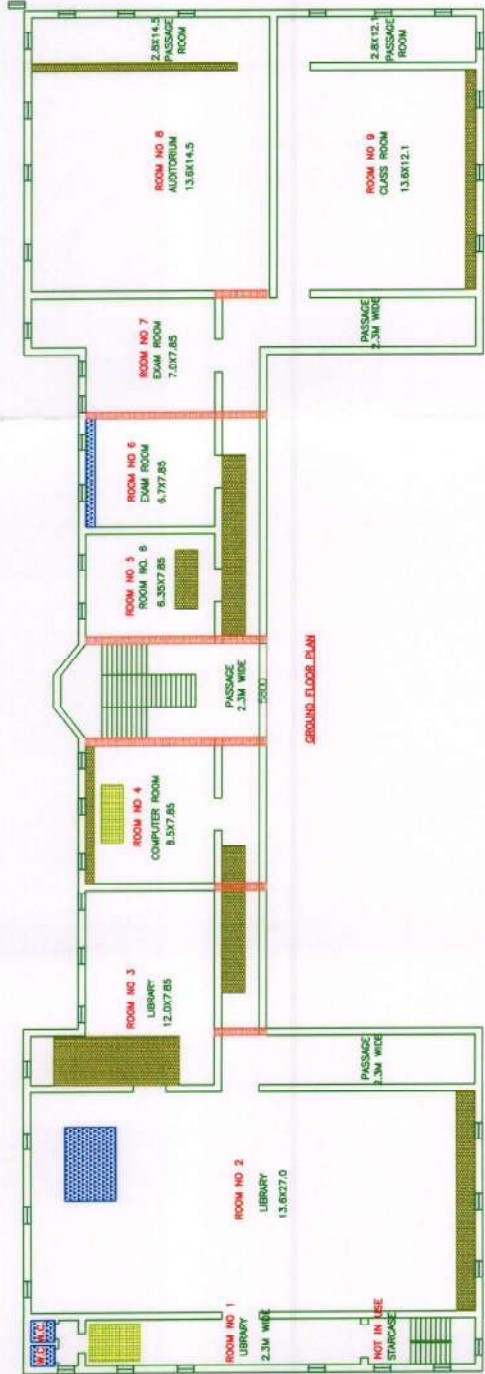 2.8X14.5
PASSAGE
ROOM
ROOM NO 8
AUDITORIUM
13.6X14.5
2.8X12.1
PASSAGE
ROOM
ROOM NO 9
CLASS ROOM
13.6X12.1
ROOM NO 7
EXAM ROOM
7.0X7.85
PASSAGE
2.3M WIDE
ROOM NO 6
EXAM ROOM
6.7X7.85
ROOM NO 5
ROOM NO. 6
6.35X7.85
PASSAGE
2.3M WIDE
5800
GROUND FLOOR PLAN
ROOM NO 4
COMPUTER ROOM
8.5X7.85
ROOM NO 3
LIBRARY
12.0X7.85
PASSAGE
2.3M WIDE
ROOM NO 2
LIBRARY
13.6X27.0
W.C.
W.C.
ROOM NO 1
LIBRARY
2.3M WIDE
NOT IN USE
STAIRCASE